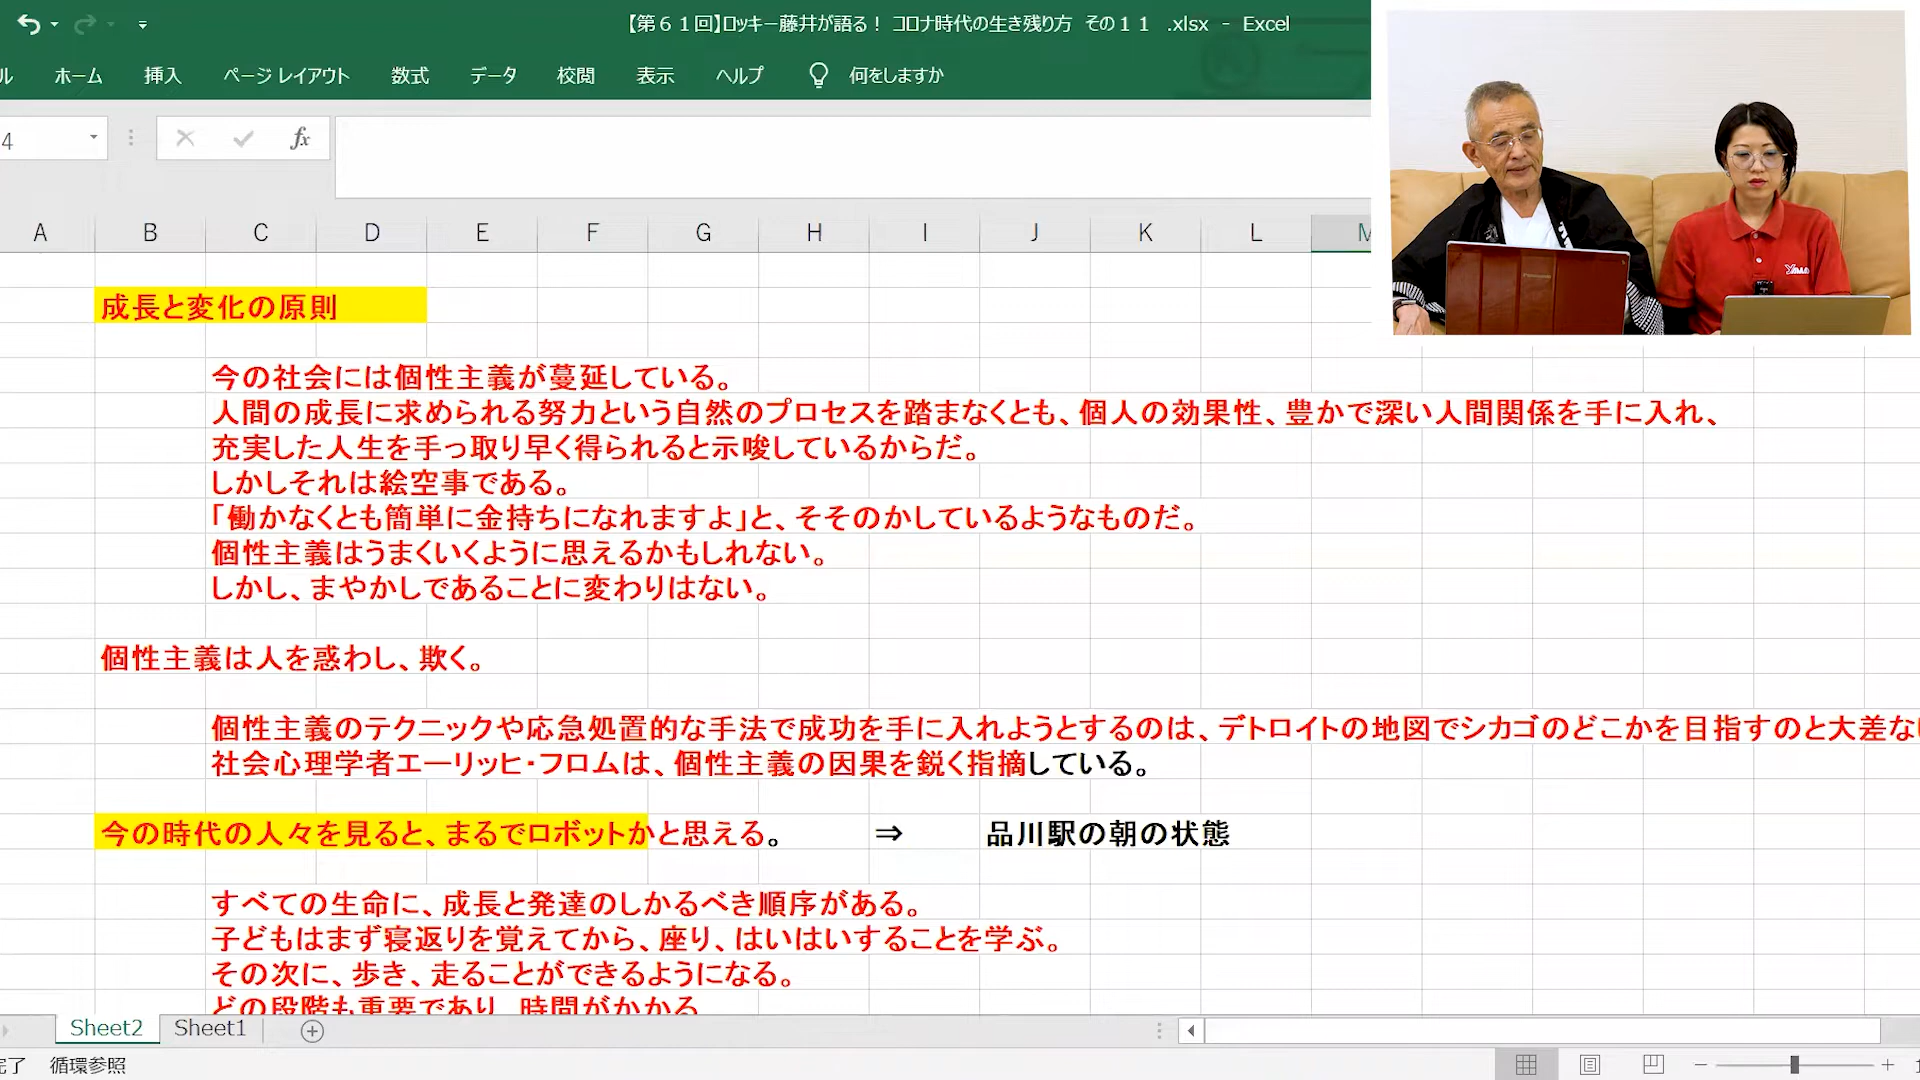 【第６１回】ロッキー藤井が語る！ コロナ時代の生き残り方 その１１ .xlsx - Excel
ル ホーム 挿入 ページ レイアウト 数式 データ 校閲 表示 ヘルプ 何をしますか
4 fx
A B C D E F G H I J K L M
成長と変化の原則
今の社会には個性主義が蔓延している。
人間の成長に求められる努力という自然のプロセスを踏まなくとも、個人の効果性、豊かで深い人間関係を手に入れ、
充実した人生を手っ取り早く得られると示唆しているからだ。
しかしそれは絵空事である。
「働かなくとも簡単に金持ちになれますよ」と、そそのかしているようなものだ。
個性主義はうまくいくように思えるかもしれない。
しかし、まやかしであることに変わりはない。
個性主義は人を惑わし、欺く。
個性主義のテクニックや応急処置的な手法で成功を手に入れようとするのは、デトロイトの地図でシカゴのどこかを目指すのと大差な
社会心理学者エーリッヒ・フロムは、個性主義の因果を鋭く指摘している。
今の時代の人々を見ると、まるでロボットかと思える。 ⇒ 品川駅の朝の状態
すべての生命に、成長と発達のしかるべき順序がある。
子どもはまず寝返りを覚えてから、座り、はいはいすることを学ぶ。
その次に、歩き、走ることができるようになる。
どの段階も重要であり、時間がかかる
Sheet2 Sheet1
完了 循環参照